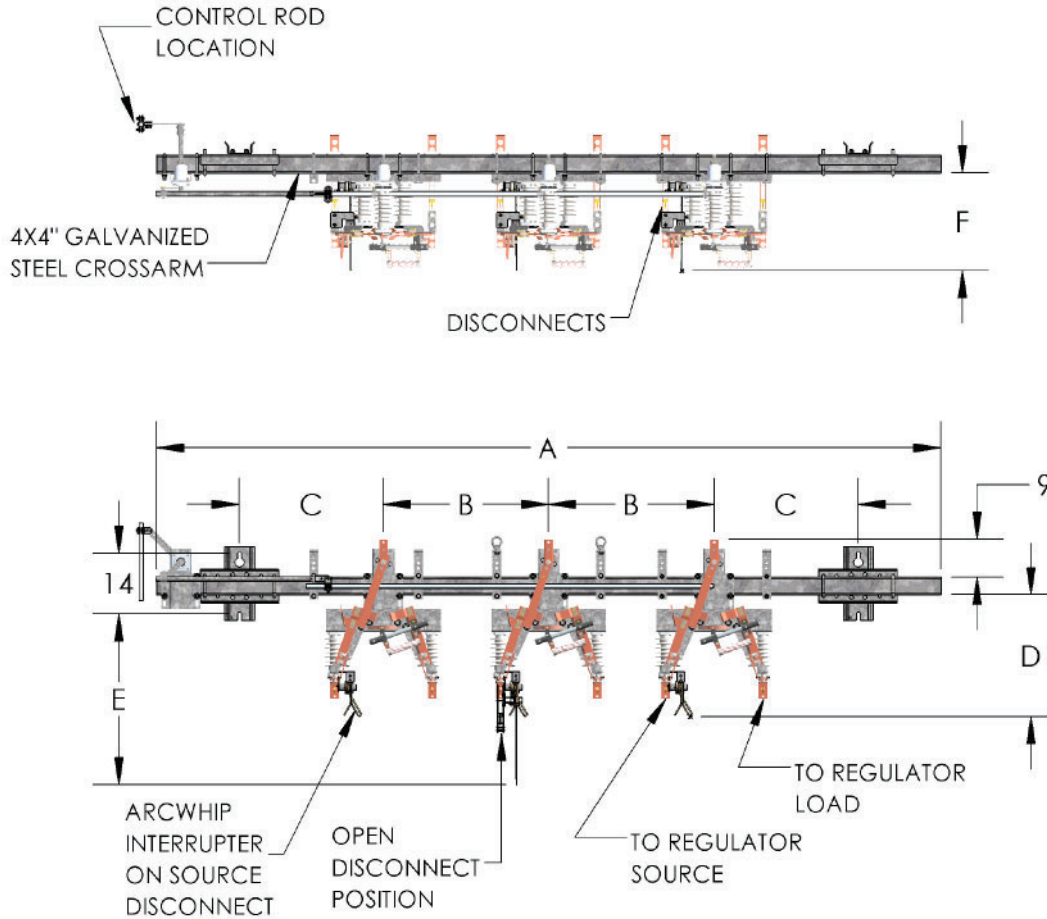 CONTROL ROD
LOCATION
4X4" GALVANIZED
STEEL CROSSARM
F
DISCONNECTS
A
9
C
B
B
C
14
D
E
ARCWHIP
INTERRUPTER
ON SOURCE
DISCONNECT
OPEN
DISCONNECT
POSITION
TO REGULATOR
SOURCE
TO REGULATOR
LOAD